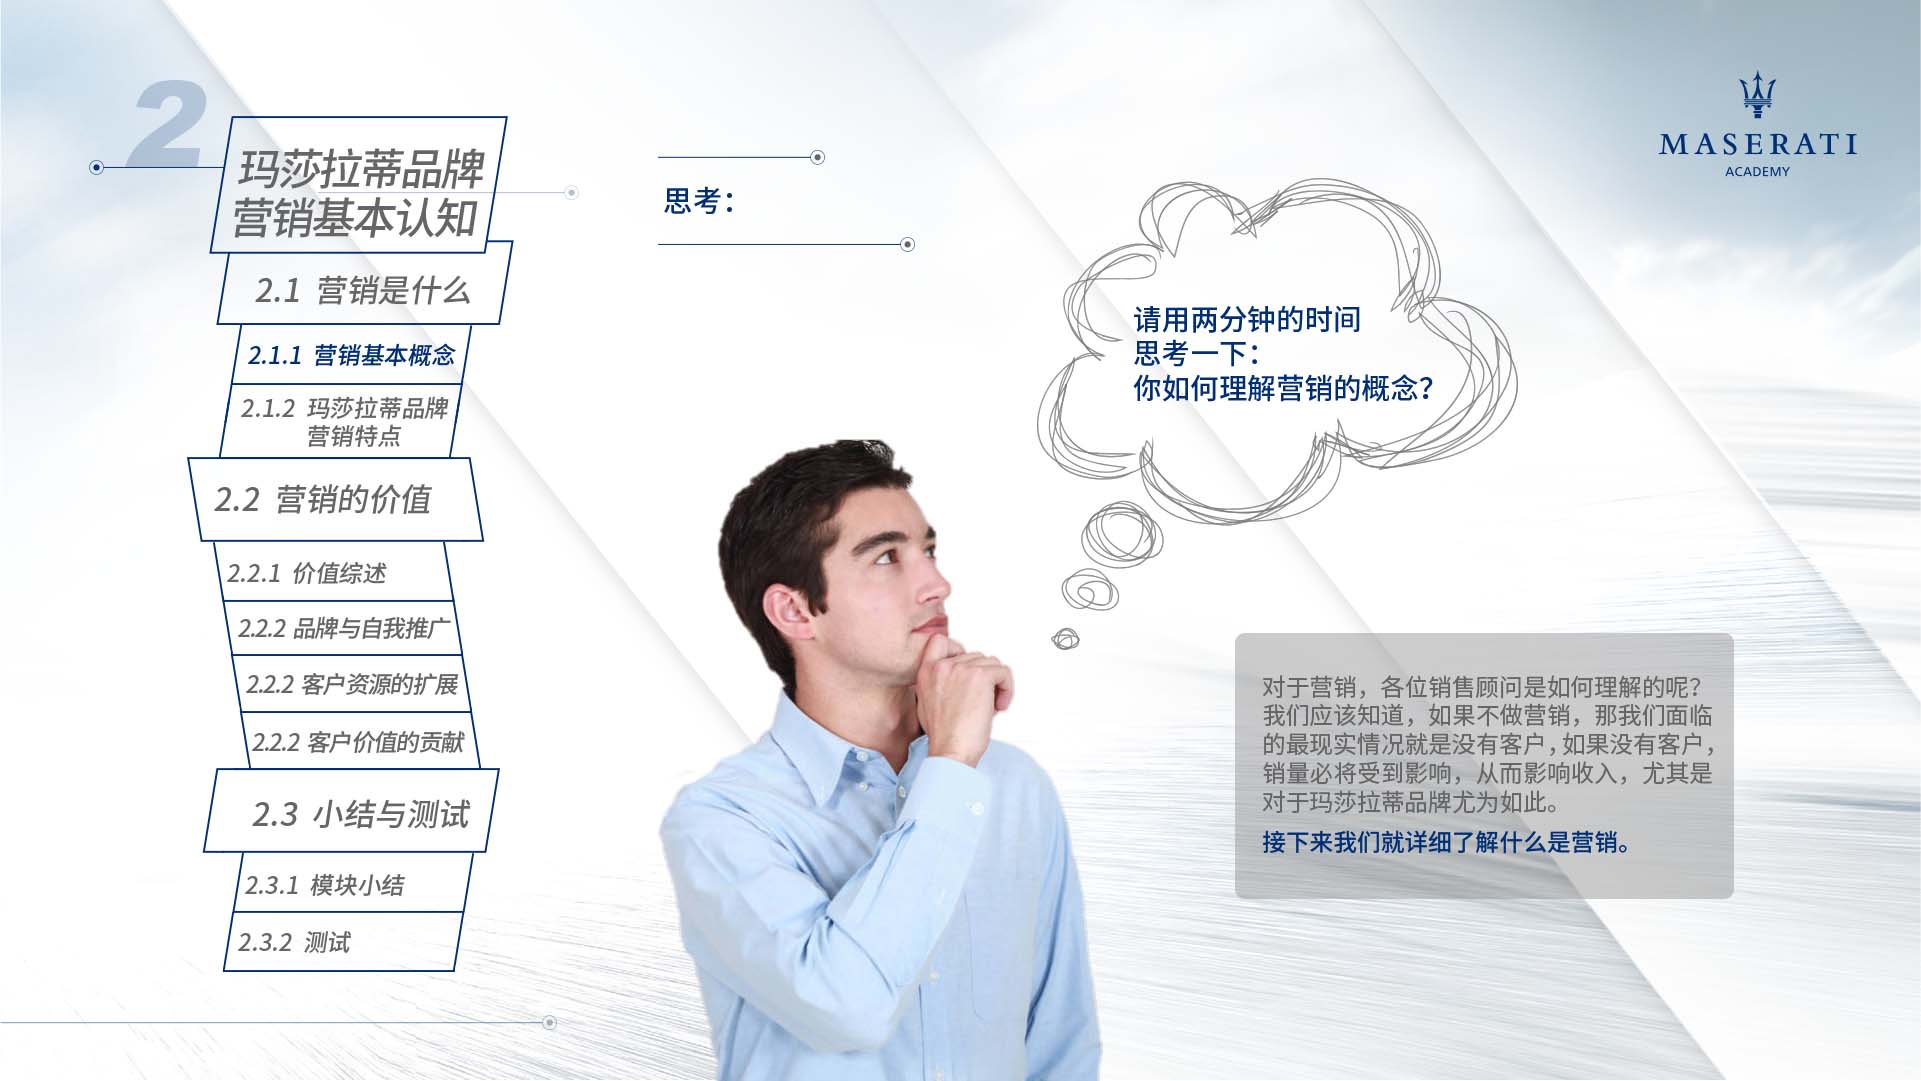 2
玛莎拉蒂品牌
营销基本认知
2.1 营销是什么
2.1.1 营销基本概念
2.1.2 玛莎拉蒂品牌
营销特点
2.2 营销的价值
2.2.1 价值综述
2.2.2 品牌与自我推广
2.2.2 客户资源的扩展
2.2.2 客户价值的贡献
2.3 小结与测试
2.3.1 模块小结
2.3.2 测试
思考：
请用两分钟的时间
思考一下：
你如何理解营销的概念？
对于营销，各位销售顾问是如何理解的呢？
我们应该知道，如果不做营销，那我们面临
的最现实情况就是没有客户，如果没有客户，
销量必将受到影响，从而影响收入，尤其是
对于玛莎拉蒂品牌尤为如此。
接下来我们就详细了解什么是营销。
MASERATI
ACADEMY